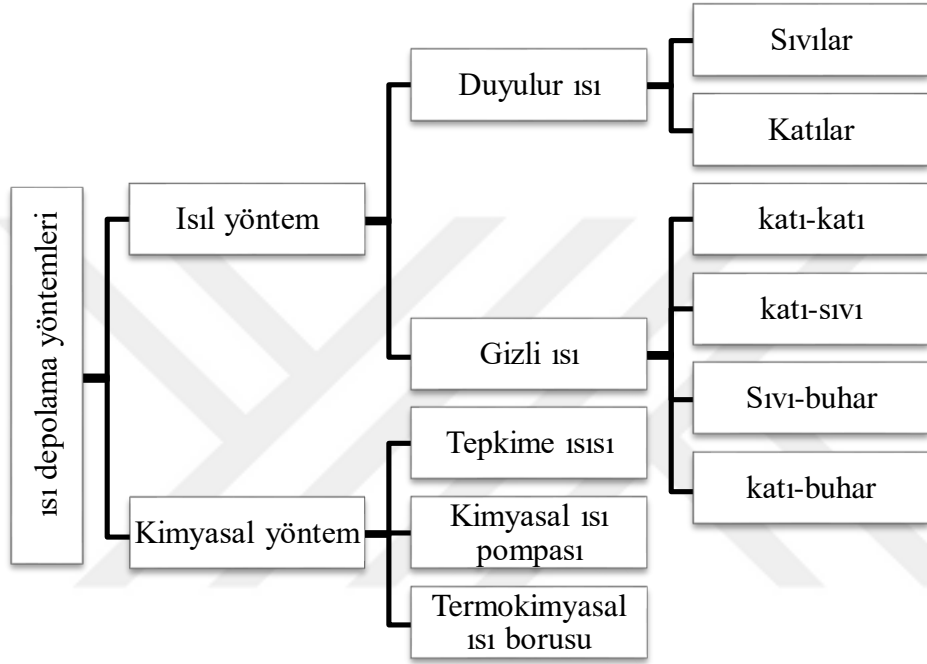 ısı depolama yöntemleri
Isıl yöntem
Duyulur ısı
Sıvılar
Katılar
Gizli ısı
katı-katı
katı-sıvı
Sıvı-buhar
katı-buhar
Kimyasal yöntem
Tepkime ısısı
Kimyasal ısı
pompası
Termokimyasal
ısı borusu